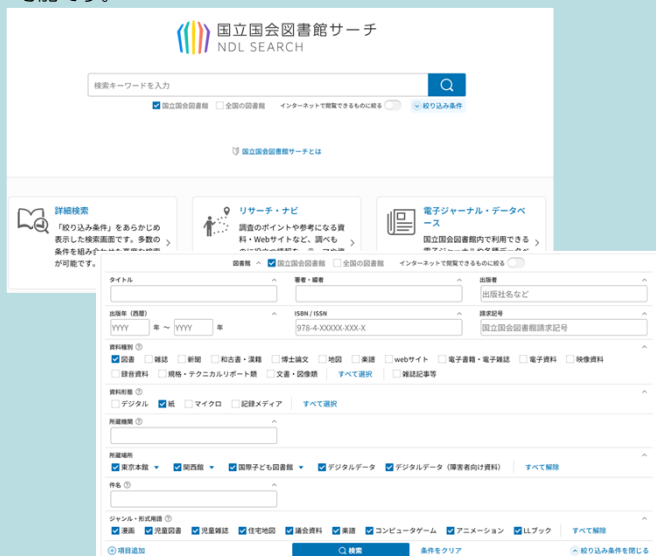 能です。
国立国会図書館サーチ
NDL SEARCH
検索キーワードを入力
国立国会図書館 全国の図書館 インターネットで閲覧できるものに絞る 絞り込み条件
国立国会図書館サーチとは
詳細検索
「絞り込み条件」をあらかじめ
表示した検索画面です。多数の
が可能です。
リサーチ・ナビ
調査のポイントや参考になる資
料・Webサイトなど、調べも
電子ジャーナル・データベ
ース
国立国会図書館内で利用できる
図書館 国立国会図書館 全国の図書館 インターネットで閲覧できるものに絞る
タイトル 著者・編者 出版者
出版社名など
出版年（西暦） ISBN / ISSN 請求記号
YYYY 年 ～ YYYY 年 978-4-XXXXX-XXX-X 国立国会図書館請求記号
資料種別
図書 雑誌 新聞 和古書・漢籍 博士論文 地図 楽譜 webサイト 電子書籍・電子雑誌 電子資料 映像資料
録音資料 規格・テクニカルリポート類 文書・図像類 すべて選択 雑誌記事等
資料形態
デジタル 紙 マイクロ 記録メディア すべて選択
所蔵機関
所蔵場所
東京本館 関西館 国際子ども図書館 デジタルデータ デジタルデータ（障害者向け資料） すべて解除
件名
ジャンル・形式用語
漫画 児童図書 児童雑誌 住宅地図 議会資料 楽譜 コンピュータゲーム アニメーション LLブック すべて解除
項目追加 検索 条件をクリア 絞り込み条件を閉じる